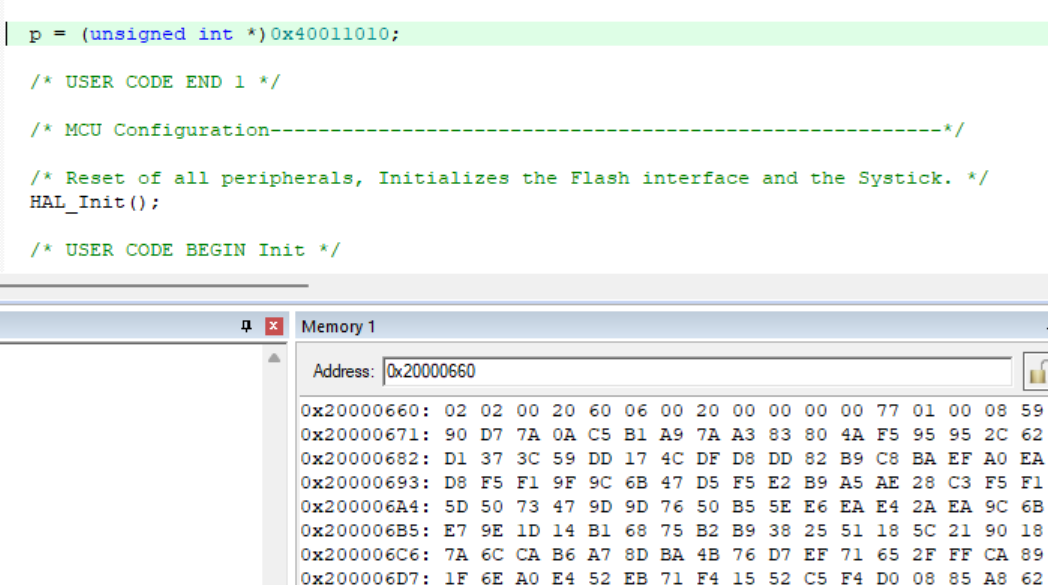 p = (unsigned int *)0x40011010;
/* USER CODE END 1 */
/* MCU Configuration--------------------------------------------------------*/
/* Reset of all peripherals, Initializes the Flash interface and the Systick. */
HAL_Init();
/* USER CODE BEGIN Init */
Memory 1
Address: 0x20000660
0x20000660: 02 02 00 20 60 06 00 20 00 00 00 00 77 01 00 08 59
0x20000671: 90 D7 7A 0A C5 B1 A9 7A A3 83 80 4A F5 95 95 2C 62
0x20000682: D1 37 3C 59 DD 17 4C DF D8 DD 82 B9 C8 BA EF A0 EA
0x20000693: D8 F5 F1 9F 9C 6B 47 D5 F5 E2 B9 A5 AE 28 C3 F5 F1
0x200006A4: 5D 50 73 47 9D 9D 76 50 B5 5E E6 EA E4 2A EA 9C 6B
0x200006B5: E7 9E 1D 14 B1 68 75 B2 B9 38 25 51 18 5C 21 90 18
0x200006C6: 7A 6C CA B6 A7 8D BA 4B 76 D7 EF 71 65 2F FF CA 89
0x200006D7: 1F 6E A0 E4 52 EB 71 F4 15 52 C5 F4 D0 08 85 A8 62